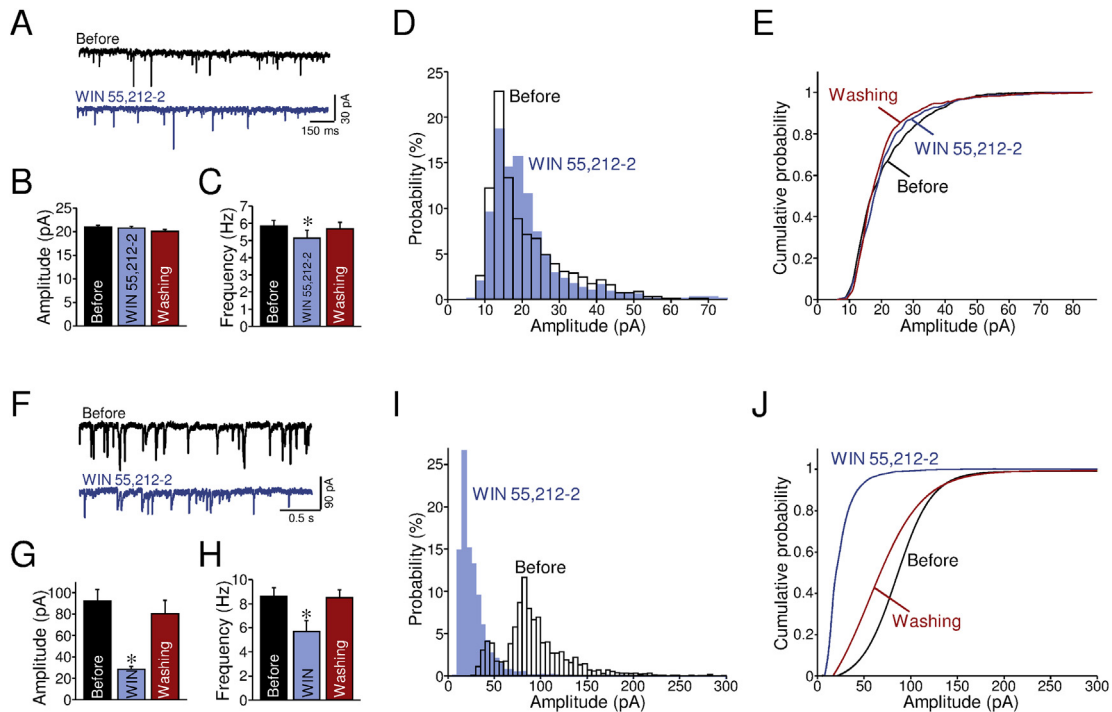 A
Before
WIN 55,212-2
30 pA
150 ms
B
Amplitude (pA)
25
20
15
10
5
0
Before
WIN 55,212-2
Washing
C
Frequency (Hz)
7
6
5
4
3
2
1
0
*
Before
WIN 55,212-2
Washing
D
Probability (%)
25
20
15
10
5
0
Before
WIN 55,212-2
10 20 30 40 50 60 70
Amplitude (pA)
E
Cumulative probability
1
0.8
0.6
0.4
0.2
0
Washing
WIN 55,212-2
Before
0 10 20 30 40 50 60 70 80
Amplitude (pA)
F
Before
WIN 55,212-2
90 pA
0.5 s
G
Amplitude (pA)
100
80
60
40
20
0
*
Before
WIN
Washing
H
Frequency (Hz)
10
8
6
4
2
0
*
Before
WIN
Washing
I
Probability (%)
25
20
15
10
5
0
WIN 55,212-2
Before
0 50 100 150 200 250 300
Amplitude (pA)
J
Cumulative probability
1
0.8
0.6
0.4
0.2
0
WIN 55,212-2
Before
Washing
0 50 100 150 200 250 300
Amplitude (pA)